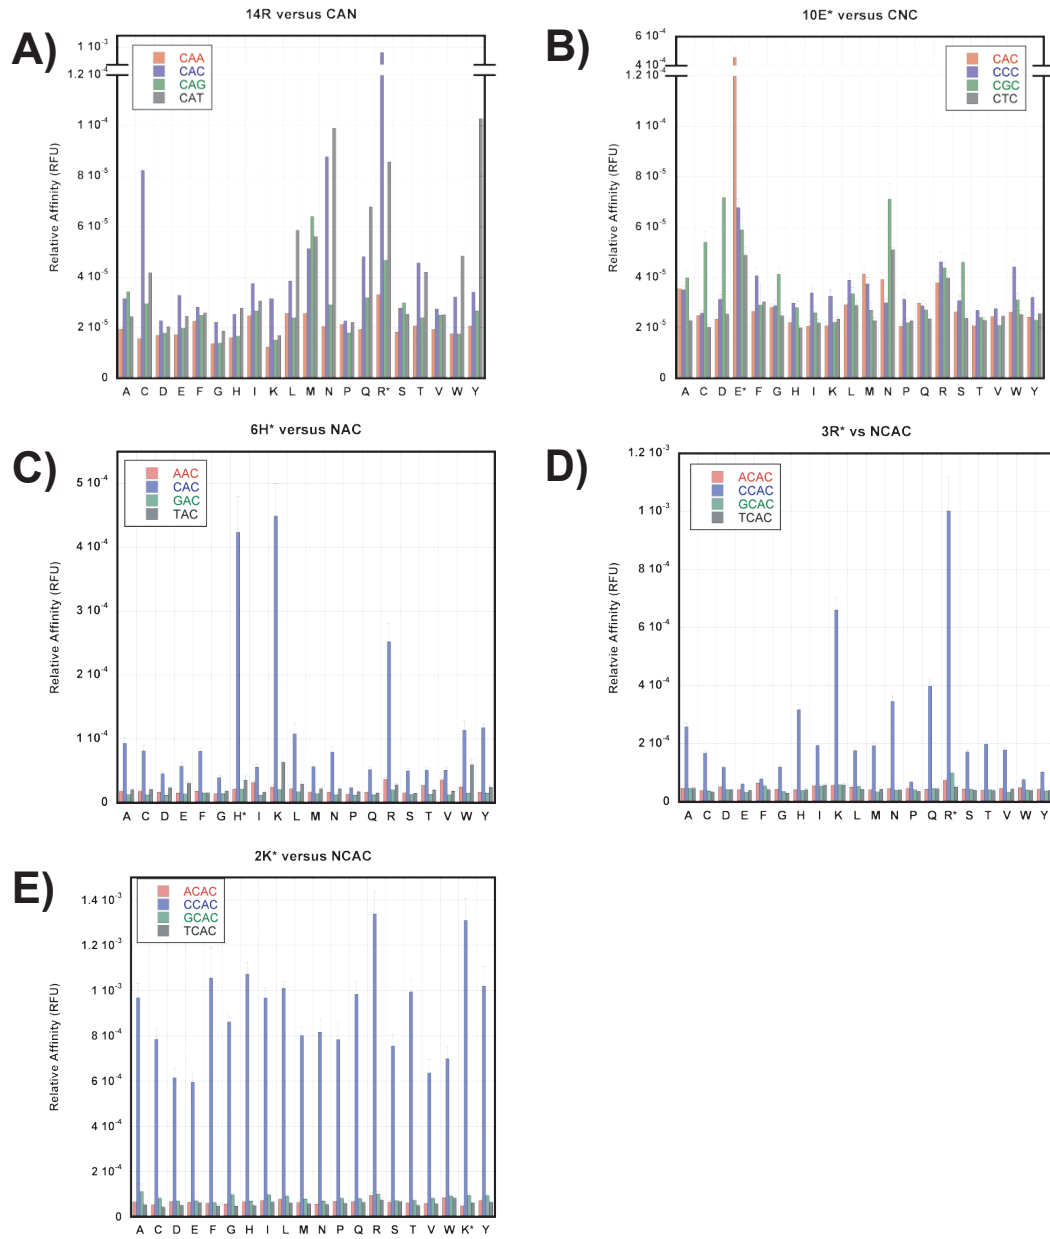 A)
14R versus CAN
1 10⁻³
1.2 10⁻⁴
1 10⁻⁴
8 10⁻⁵
6 10⁻⁵
4 10⁻⁵
2 10⁻⁵
0
Relative Affinity (RFU)
CAA
CAC
CAG
CAT
A C D E F G H I K L M N P Q R* S T V W Y
B)
10E* versus CNC
6 10⁻⁴
4 10⁻⁴
1.2 10⁻⁴
1 10⁻⁴
8 10⁻⁵
6 10⁻⁵
4 10⁻⁵
2 10⁻⁵
0
Relative Affinity (RFU)
CAC
CCC
CGC
CTC
A C D E* F G H I K L M N P Q R S T V W Y
C)
6H* versus NAC
5 10⁻⁴
4 10⁻⁴
3 10⁻⁴
2 10⁻⁴
1 10⁻⁴
0
Relative Affinity (RFU)
AAC
CAC
GAC
TAC
A C D E F G H* I K L M N P Q R S T V W Y
D)
3R* vs NCAC
1.2 10⁻³
1 10⁻³
8 10⁻⁴
6 10⁻⁴
4 10⁻⁴
2 10⁻⁴
0
Relatvie Affinity (RFU)
ACAC
CCAC
GCAC
TCAC
A C D E F G H I K L M N P Q R* S T V W Y
E)
2K* versus NCAC
1.4 10⁻³
1.2 10⁻³
1 10⁻³
8 10⁻⁴
6 10⁻⁴
4 10⁻⁴
2 10⁻⁴
0
Relative Affinity (RFU)
ACAC
CCAC
GCAC
TCAC
A C D E F G H I L M N P Q R S T V W K* Y